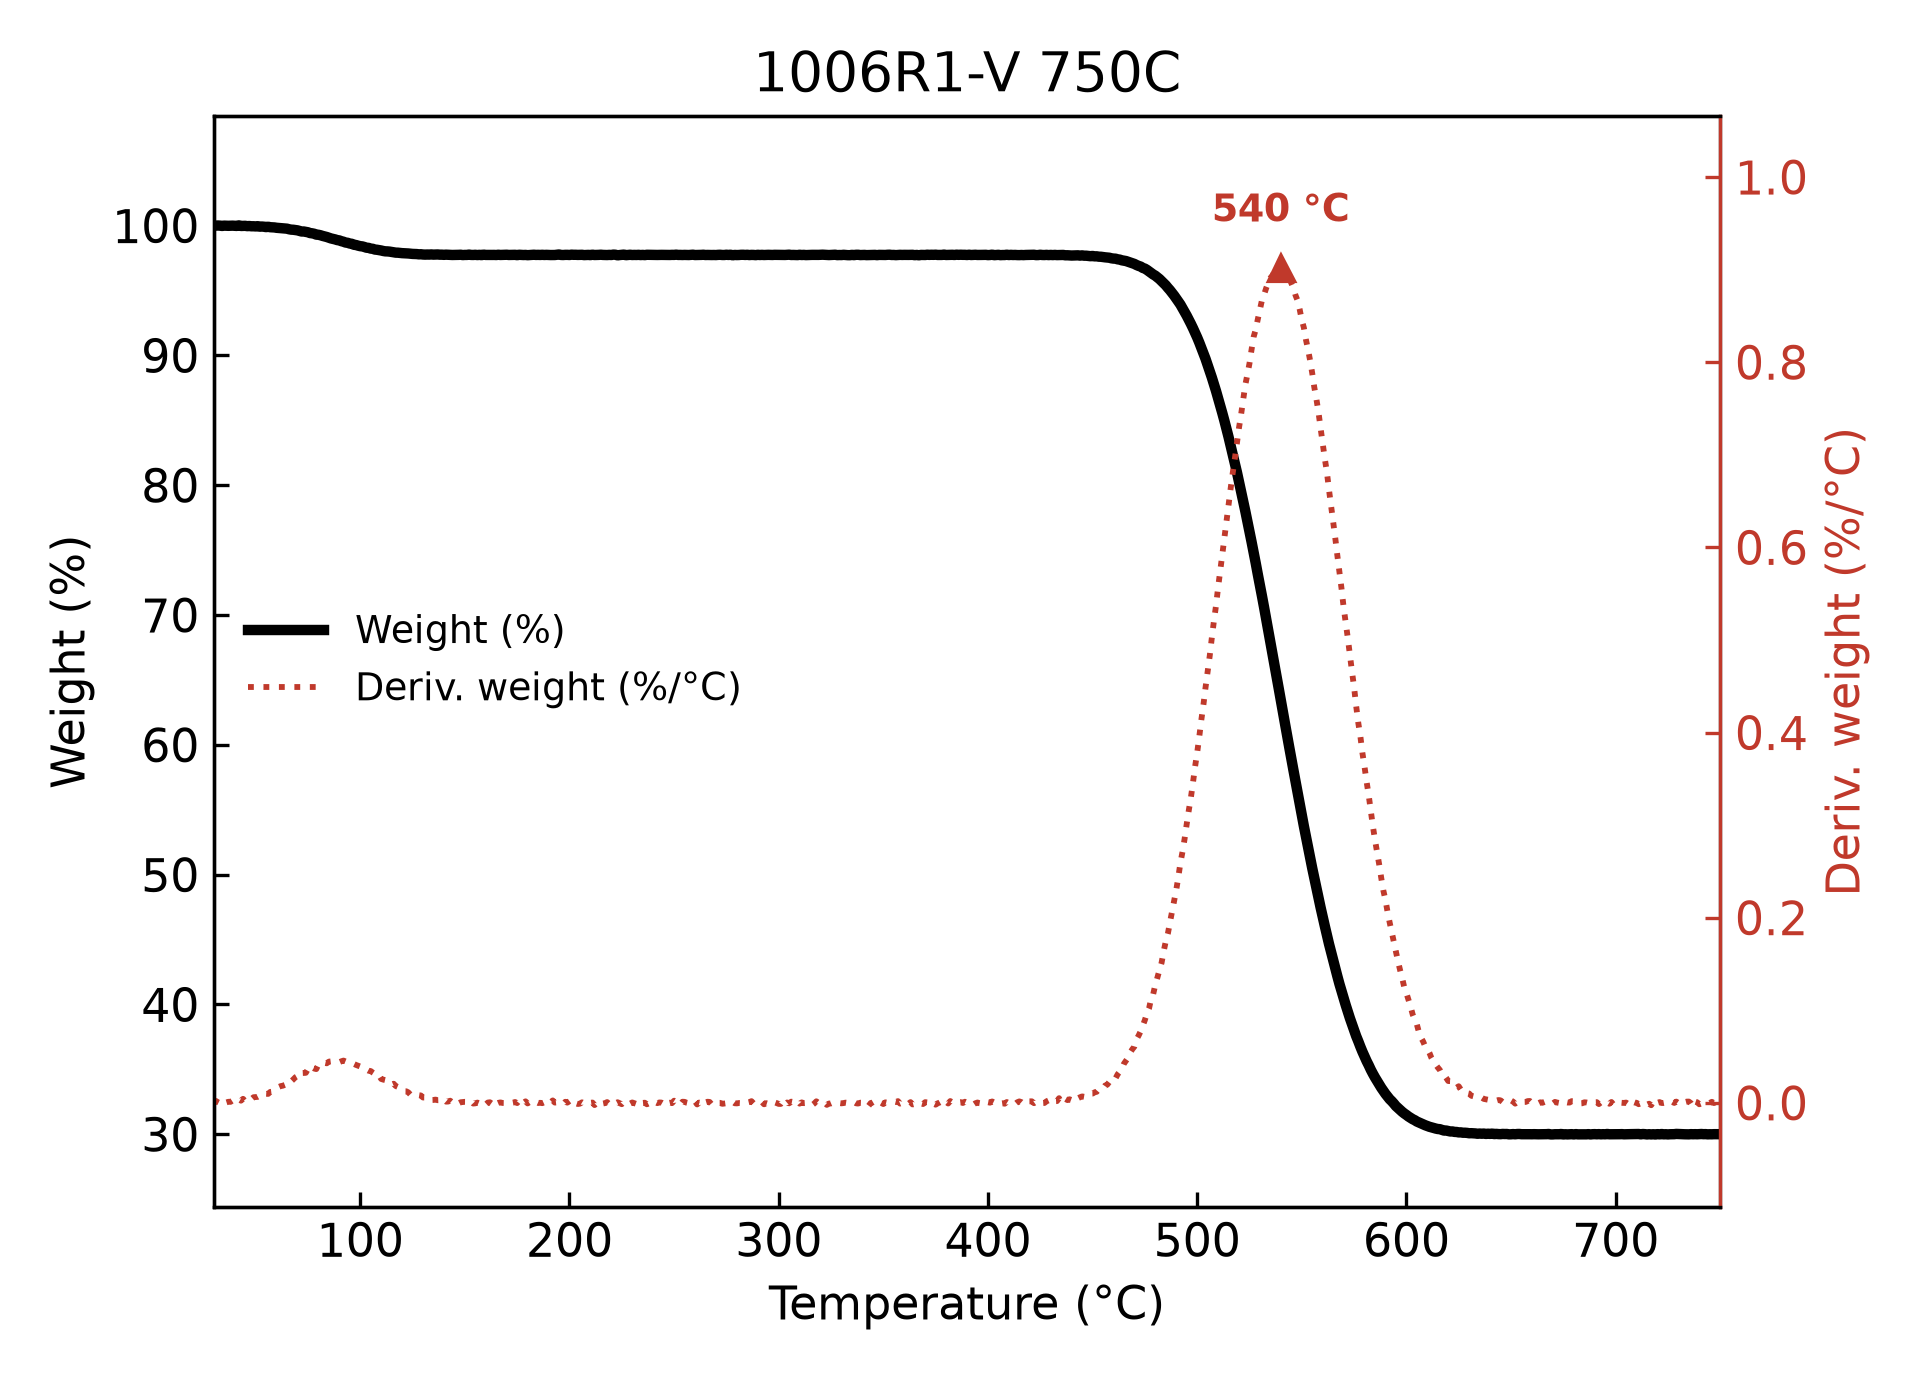 1006R1-V 750C
540 °C
100
90
80
70
60
50
40
30
Weight (%)
1.0
0.8
0.6
0.4
0.2
0.0
Deriv. weight (%/°C)
Weight (%)
Deriv. weight (%/°C)
100 200 300 400 500 600 700
Temperature (°C)